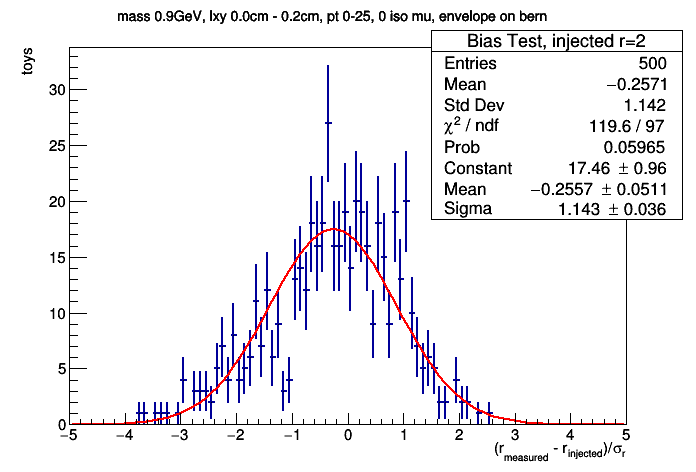 mass 0.9GeV, lxy 0.0cm - 0.2cm, pt 0-25, 0 iso mu, envelope on bern
Bias Test, injected r=2
Entries 500
Mean −0.2571
Std Dev 1.142
χ² / ndf 119.6 / 97
Prob 0.05965
Constant 17.46 ± 0.96
Mean −0.2557 ± 0.0511
Sigma 1.143 ± 0.036
toys
30
25
20
15
10
5
0
−5 −4 −3 −2 −1 0 1 2 3 4 5
(r_measured - r_injected)/σ_r